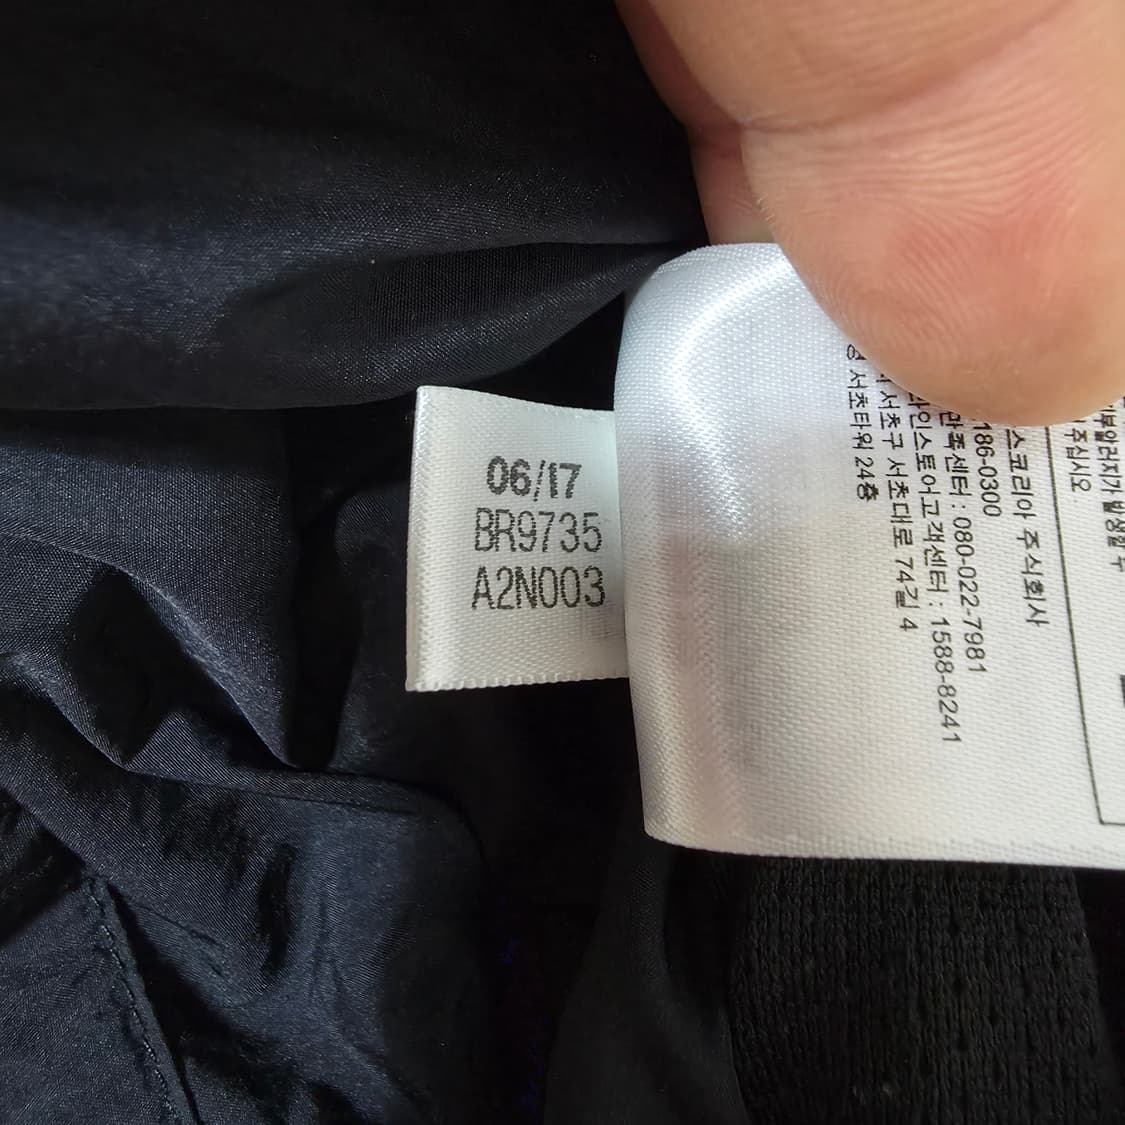 06/17
BR9735
A2N003
주십시오
스코리아 주식회사
186-0300
만족센터 : 080-022-7981
라인스토어고객센터 : 1588-8241
서초구 서초대로 74길 4
서초타워 24층